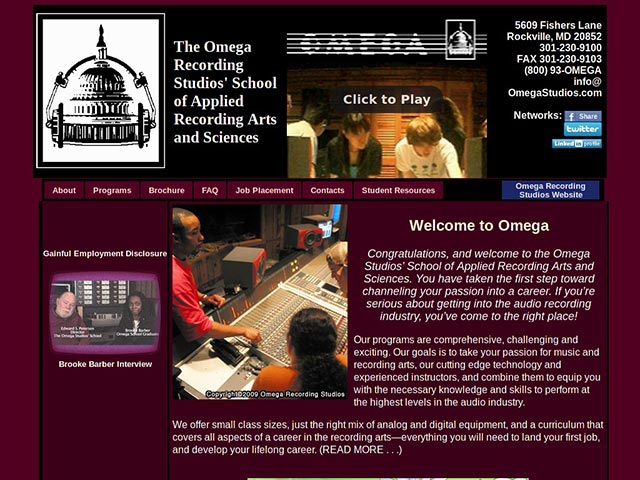 The Omega
Recording
Studios' School
of Applied
Recording Arts
and Sciences
OMEGA
Click to Play
5609 Fishers Lane
Rockville, MD 20852
301-230-9100
FAX 301-230-9103
(800) 93-OMEGA
info@
OmegaStudios.com
Networks:
Share
twitter
Linked in profile
About
Programs
Brochure
FAQ
Job Placement
Contacts
Student Resources
Omega Recording
Studios Website
Gainful Employment Disclosure
Edward S Petersen
Director
The Omega Studios' School
Brooke Barber
Omega School Graduate
Brooke Barber Interview
Copyright©2009 Omega Recording Studios
Welcome to Omega
Congratulations, and welcome to the Omega
Studios' School of Applied Recording Arts and
Sciences. You have taken the first step toward
channeling your passion into a career. If you're
serious about getting into the audio recording
industry, you've come to the right place!
Our programs are comprehensive, challenging and
exciting. Our goals is to take your passion for music and
recording arts, our cutting edge technology and
experienced instructors, and combine them to equip you
with the necessary knowledge and skills to perform at
the highest levels in the audio industry.
We offer small class sizes, just the right mix of analog and digital equipment, and a curriculum that
covers all aspects of a career in the recording arts—everything you will need to land your first job,
and develop your lifelong career. (READ MORE . . .)